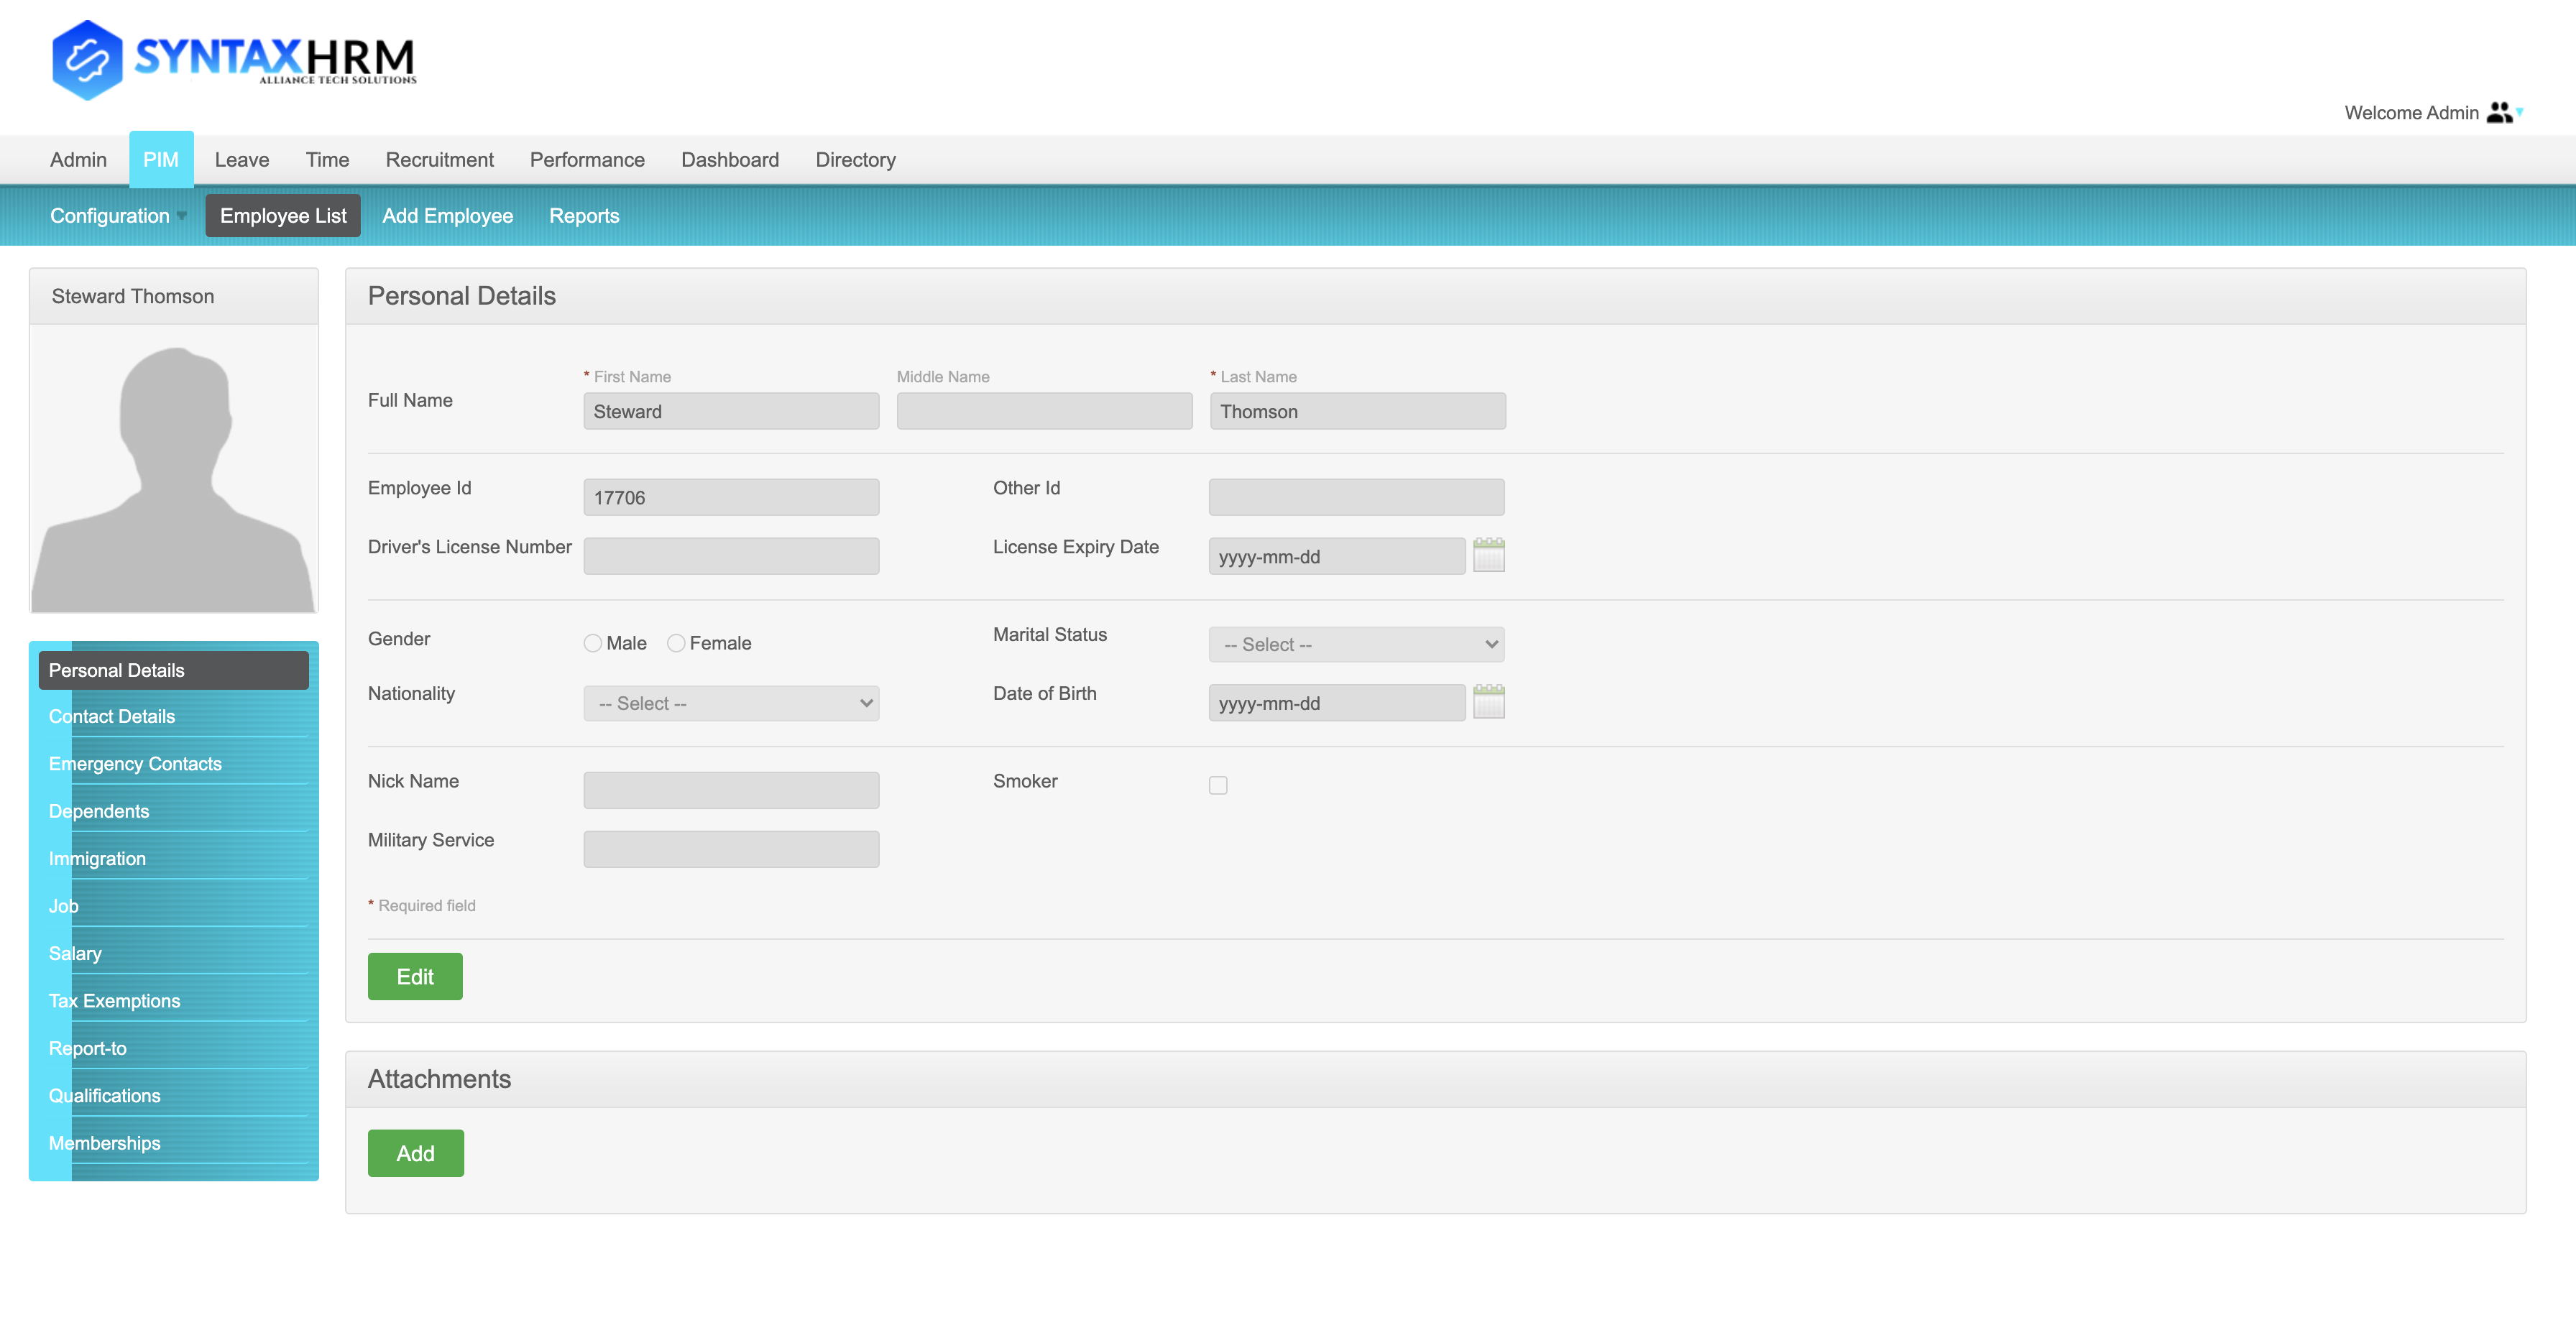 SYNTAXHRM
ALLIANCE TECH SOLUTIONS
Welcome Admin
Admin PIM Leave Time Recruitment Performance Dashboard Directory
Configuration Employee List Add Employee Reports
Steward Thomson
Personal Details
Contact Details
Emergency Contacts
Dependents
Immigration
Job
Salary
Tax Exemptions
Report-to
Qualifications
Memberships
Personal Details
* First Name Middle Name * Last Name
Full Name Steward Thomson
Employee Id 17706 Other Id
Driver's License Number License Expiry Date yyyy-mm-dd
Gender Male Female Marital Status -- Select --
Nationality -- Select -- Date of Birth yyyy-mm-dd
Nick Name Smoker
Military Service
* Required field
Edit
Attachments
Add